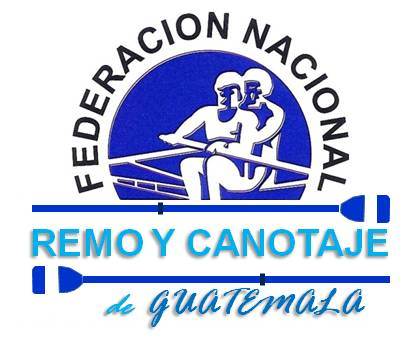 FEDERACION NACIONAL
REMO Y CANOTAJE
de GUATEMALA